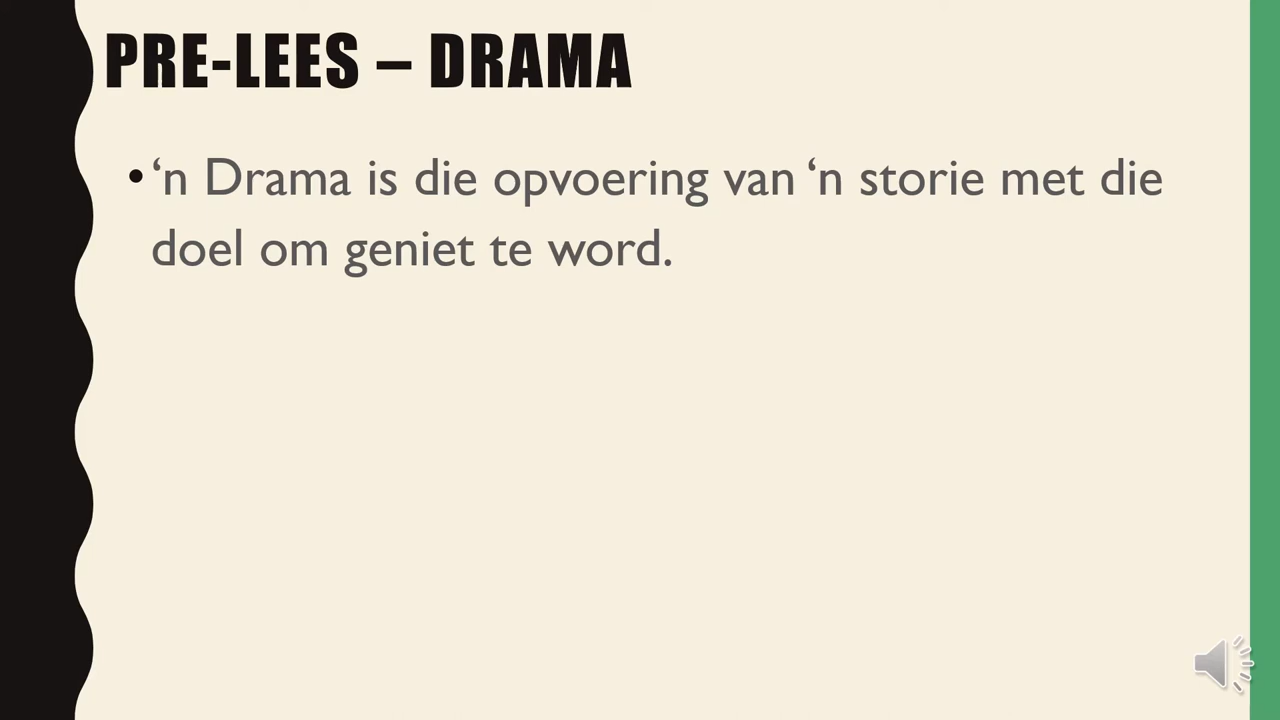 PRE-LEES – DRAMA
•‘n Drama is die opvoering van ‘n storie met die
doel om geniet te word.